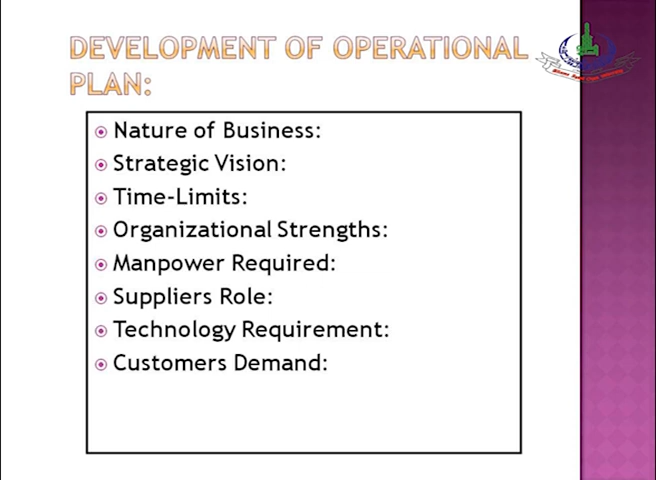 DEVELOPMENT OF OPERATIONAL
PLAN:
Nature of Business:
Strategic Vision:
Time-Limits:
Organizational Strengths:
Manpower Required:
Suppliers Role:
Technology Requirement:
Customers Demand: